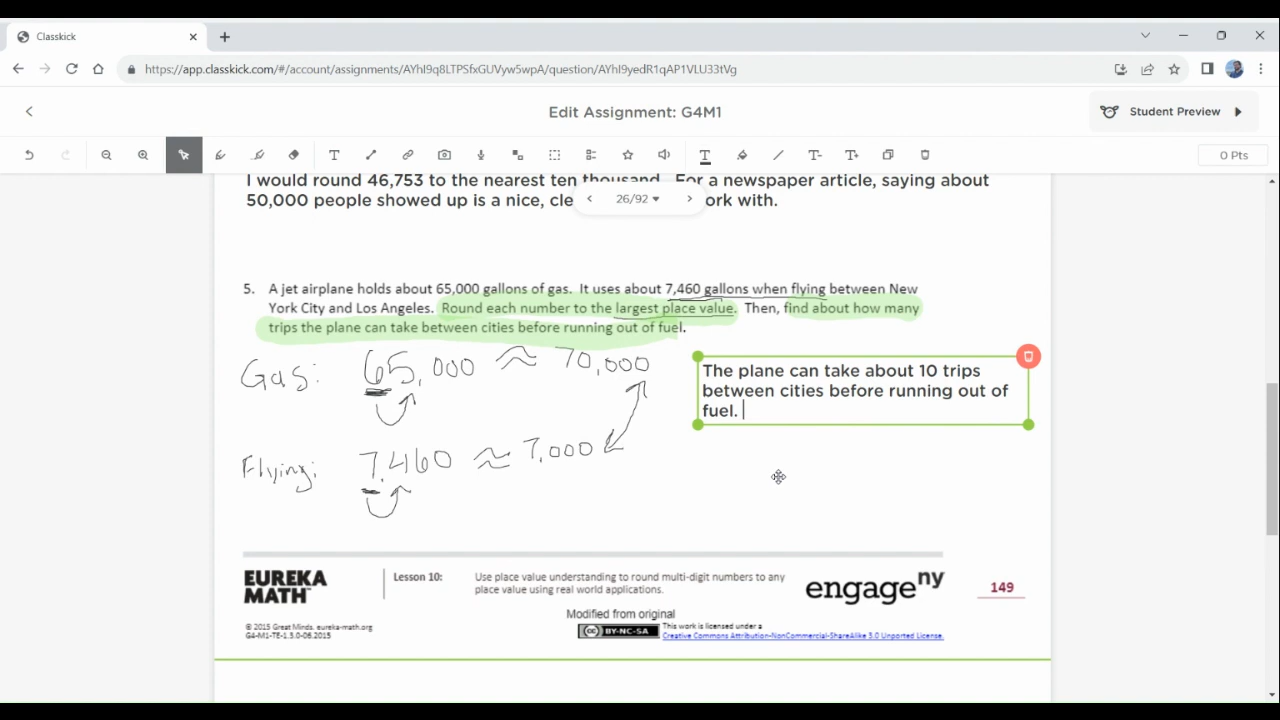 Classkick
https://app.classkick.com/#/account/assignments/AYhI9q8LTPSfxGUVyw5wpA/question/AYhI9yedR1qAP1VLU33tVg
Edit Assignment: G4M1
Student Preview
0 Pts
I would round 46,753 to the nearest ten thousand. For a newspaper article, saying about
50,000 people showed up is a nice, cle ork with.
26/92
5. A jet airplane holds about 65,000 gallons of gas. It uses about 7,460 gallons when flying between New
York City and Los Angeles. Round each number to the largest place value. Then, find about how many
trips the plane can take between cities before running out of fuel.
Gas: 65,000 ≈ 70,000
The plane can take about 10 trips
between cities before running out of
fuel.
Flying: 7,460 ≈ 7,000
EUREKA
MATH™
Lesson 10:
Use place value understanding to round multi-digit numbers to any
place value using real world applications.
engageny
149
Modified from original
© 2015 Great Minds. eureka-math.org
G4-M1-TE-1.3.0-06.2015
CC BY-NC-SA
This work is licensed under a
Creative Commons Attribution-NonCommercial-ShareAlike 3.0 Unported License.